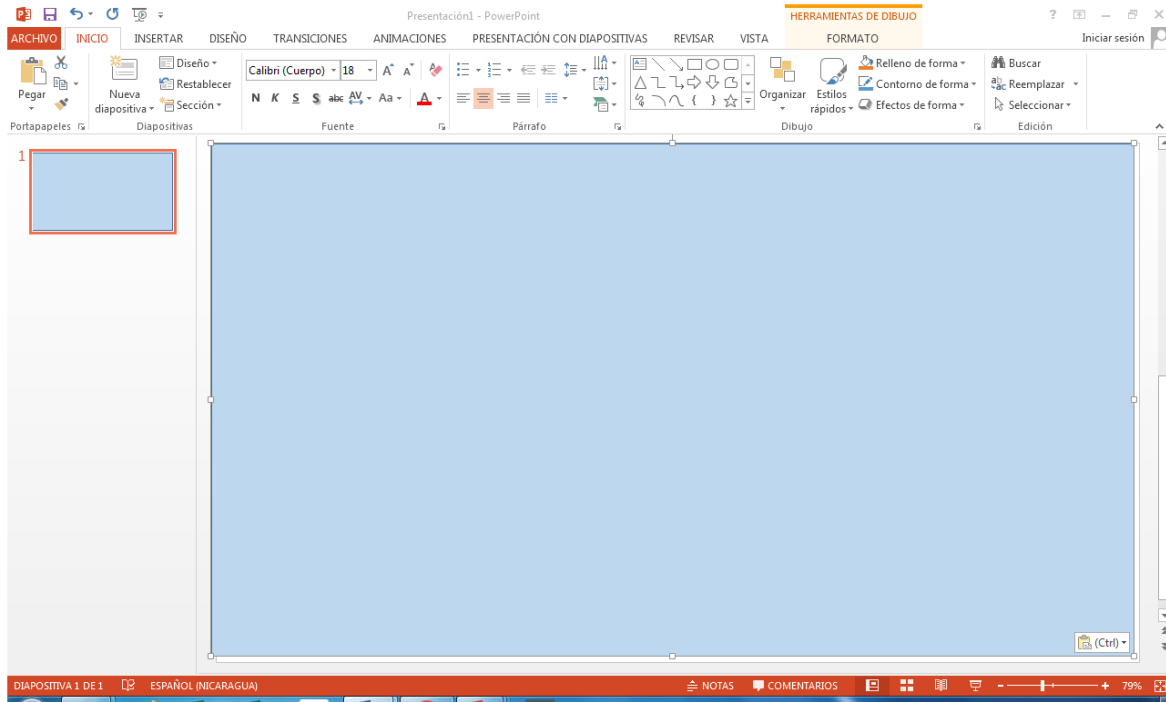 Presentación1 - PowerPoint
HERRAMIENTAS DE DIBUJO
ARCHIVO INICIO INSERTAR DISEÑO TRANSICIONES ANIMACIONES PRESENTACIÓN CON DIAPOSITIVAS REVISAR VISTA FORMATO Iniciar sesión
Pegar
Nueva diapositiva
Diseño
Restablecer
Sección
Calibri (Cuerpo) 18
N K S S abc AV Aa A
Organizar
Estilos rápidos
Relleno de forma
Contorno de forma
Efectos de forma
Buscar
Reemplazar
Seleccionar
Portapapeles Diapositivas Fuente Párrafo Dibujo Edición
1
(Ctrl)
DIAPOSITIVA 1 DE 1 ESPAÑOL (NICARAGUA) NOTAS COMENTARIOS 79%